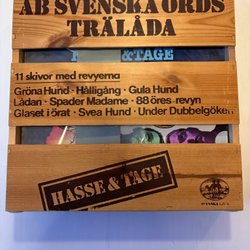 AB SVENSKA ORDS
TRÄLÅDA
& TAGE
11 skivor med revyerna
Gröna Hund · Hålligång · Gula Hund
Lådan · Spader Madame · 88 öres-revyn
Glaset i örat · Svea Hund · Under Dubbelgöken
HASSE & TAGE